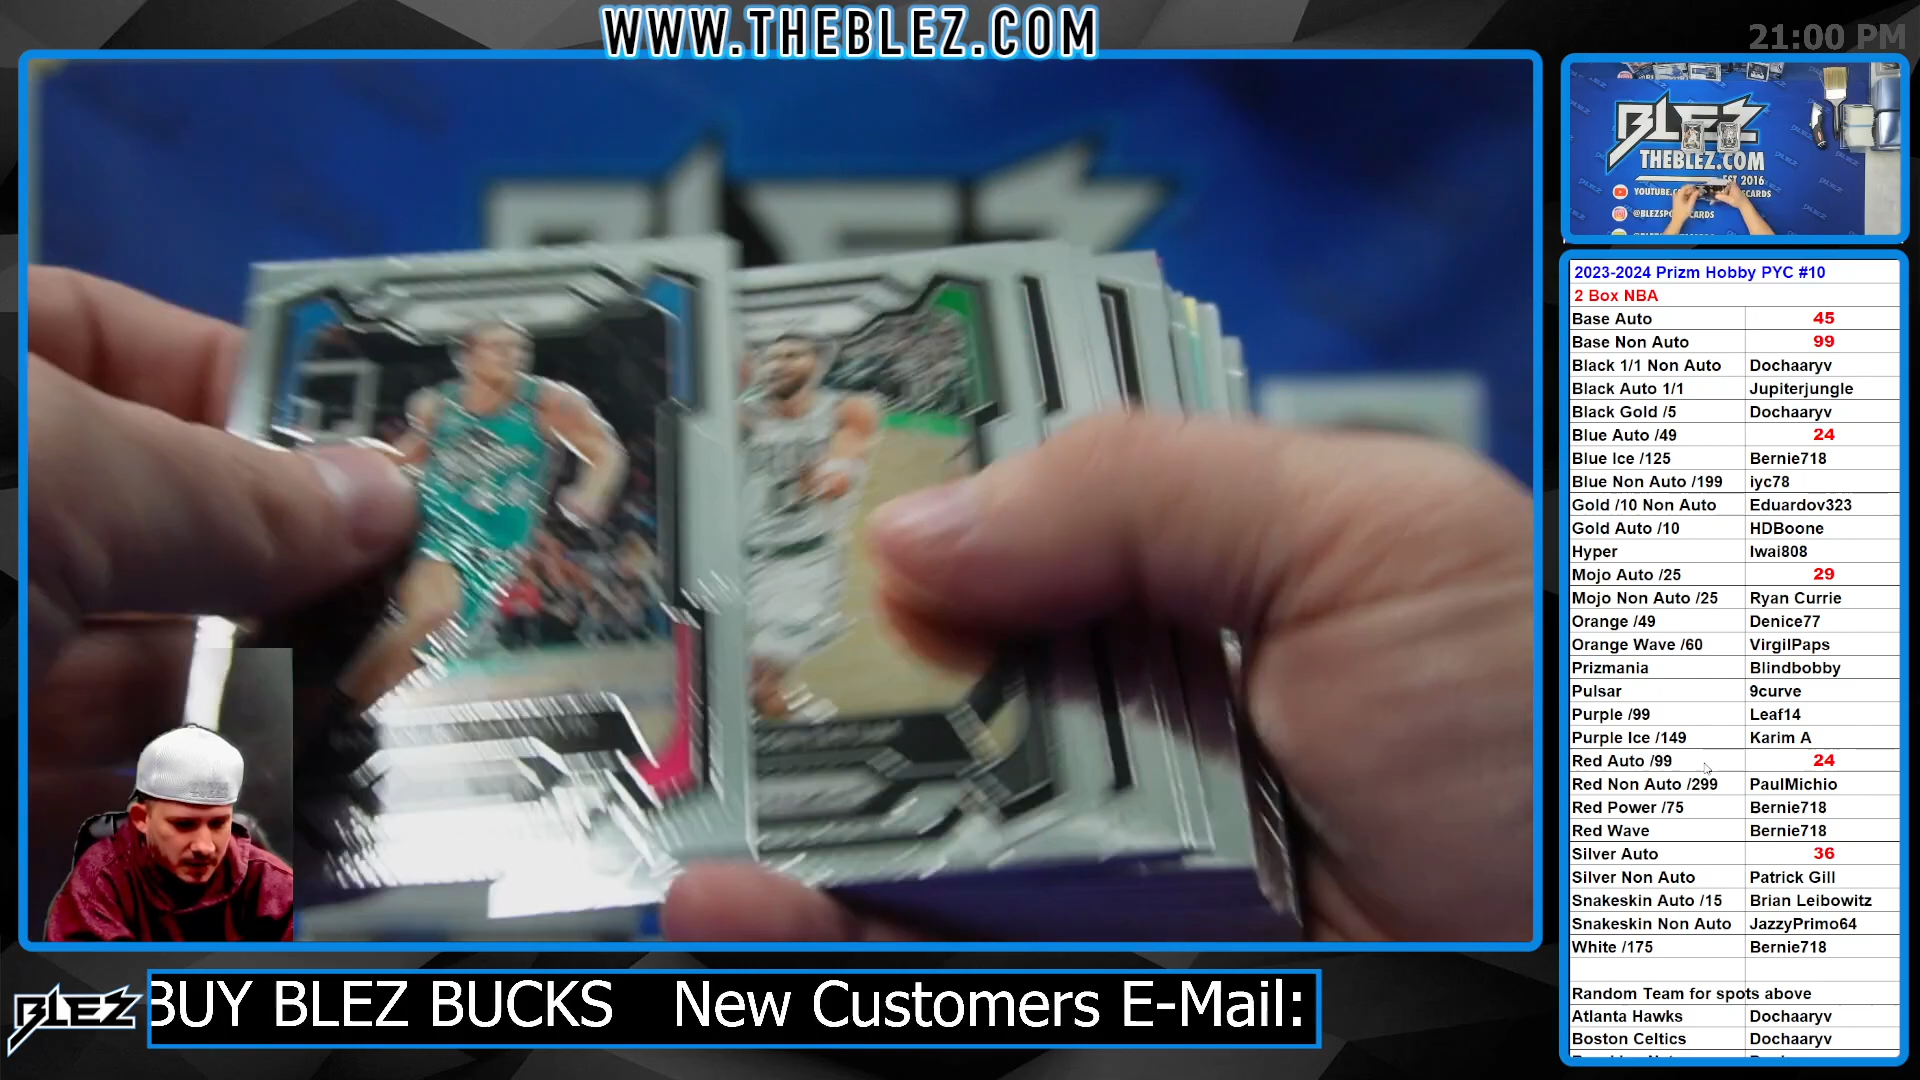 WWW.THEBLEZ.COM
21:00 PM
BLEZ
THEBLEZ.COM
EST 2016
2023-2024 Prizm Hobby PYC #10
2 Box NBA
Base Auto 45
Base Non Auto 99
Black 1/1 Non Auto Dochaaryv
Black Auto 1/1 Jupiterjungle
Black Gold /5 Dochaaryv
Blue Auto /49 24
Blue Ice /125 Bernie718
Blue Non Auto /199 iyc78
Gold /10 Non Auto Eduardov323
Gold Auto /10 HDBoone
Hyper Iwai808
Mojo Auto /25 29
Mojo Non Auto /25 Ryan Currie
Orange /49 Denice77
Orange Wave /60 VirgilPaps
Prizmania Blindbobby
Pulsar 9curve
Purple /99 Leaf14
Purple Ice /149 Karim A
Red Auto /99 24
Red Non Auto /299 PaulMichio
Red Power /75 Bernie718
Red Wave Bernie718
Silver Auto 36
Silver Non Auto Patrick Gill
Snakeskin Auto /15 Brian Leibowitz
Snakeskin Non Auto JazzyPrimo64
White /175 Bernie718
Random Team for spots above
Atlanta Hawks Dochaaryv
Boston Celtics Dochaaryv
BLEZ
BUY BLEZ BUCKS New Customers E-Mail: